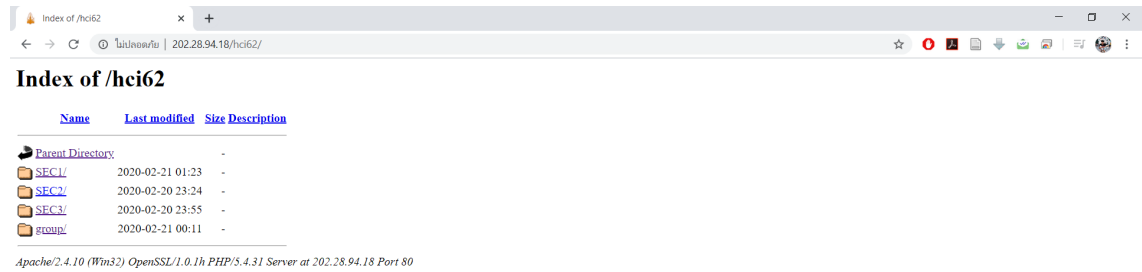 Index of /hci62
ไม่ปลอดภัย | 202.28.94.18/hci62/
Index of /hci62
Name Last modified Size Description
Parent Directory -
SEC1/ 2020-02-21 01:23 -
SEC2/ 2020-02-20 23:24 -
SEC3/ 2020-02-20 23:55 -
group/ 2020-02-21 00:11 -
Apache/2.4.10 (Win32) OpenSSL/1.0.1h PHP/5.4.31 Server at 202.28.94.18 Port 80